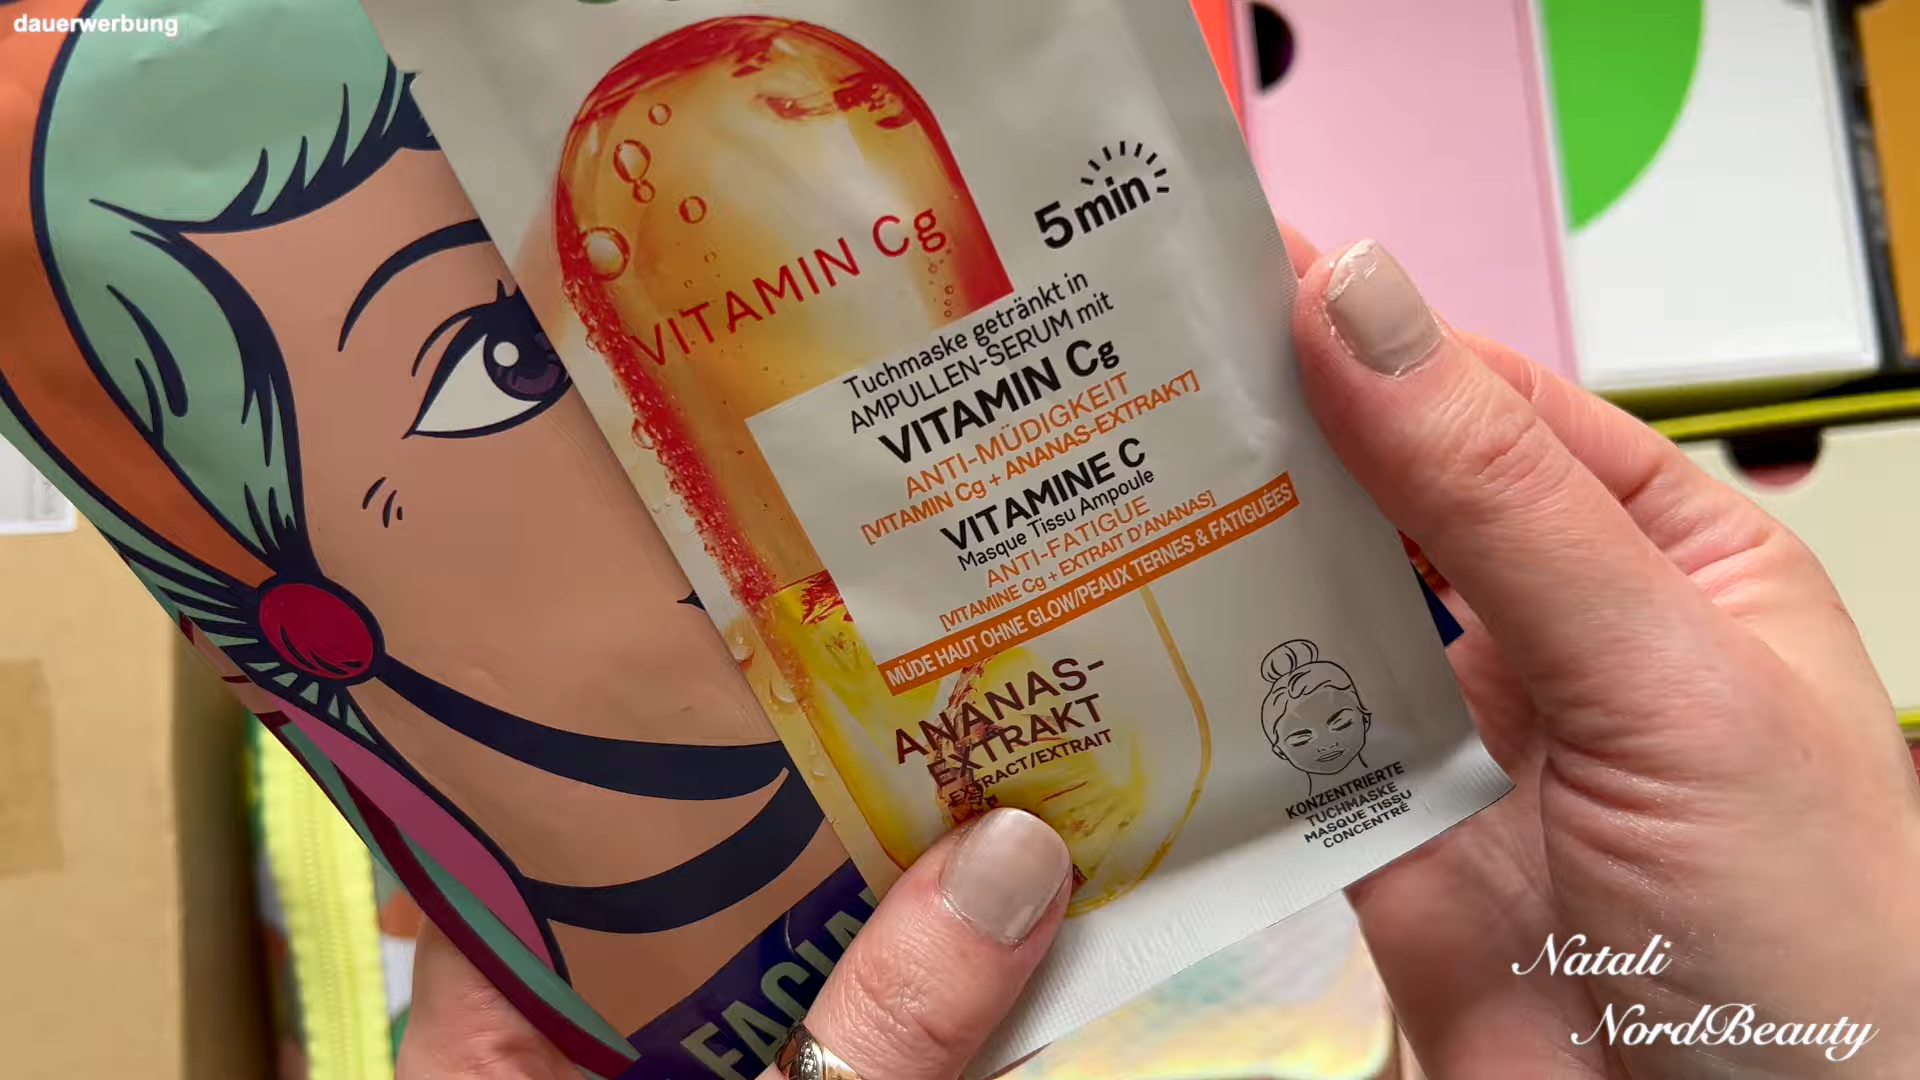 dauerwerbung
VITAMIN Cg
5 min
Tuchmaske getränkt in
AMPULLEN-SERUM mit
VITAMIN Cg
ANTI-MÜDIGKEIT
[VITAMIN Cg + ANANAS-EXTRAKT]
VITAMINE C
Masque Tissu Ampoule
ANTI-FATIGUE
[VITAMINE Cg + EXTRAIT D'ANANAS]
MÜDE HAUT OHNE GLOW/PEAUX TERNES & FATIGUÉES
ANANAS-
EXTRAKT
EXTRACT/EXTRAIT
KONZENTRIERTE
TUCHMASKE
MASQUE TISSU
CONCENTRÉ
FACIAL
Natali
NordBeauty